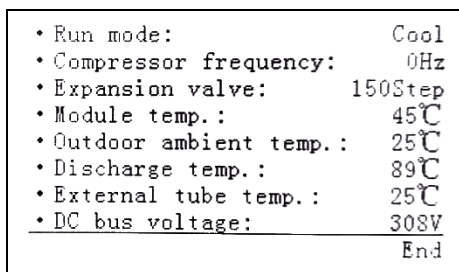 • Run mode: Cool
• Compressor frequency: 0Hz
• Expansion valve: 150Step
• Module temp.: 45℃
• Outdoor ambient temp.: 25℃
• Discharge temp.: 89℃
• External tube temp.: 25℃
• DC bus voltage: 308V
End